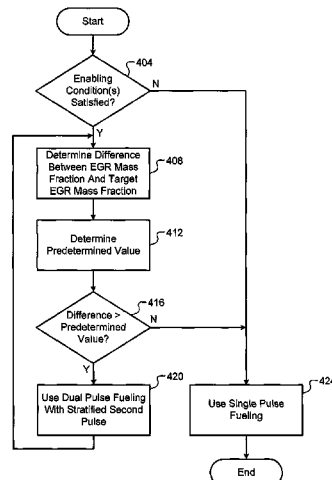 Start
404
Enabling
Condition(s)
Satisfied?
N
Y
Determine Difference
Between EGR Mass
Fraction And Target
EGR Mass Fraction
408
412
Determine
Predetermined Value
416
Difference >
Predetermined
Value?
N
Y
420
Use Dual Pulse Fueling
With Stratified Second
Pulse
424
Use Single Pulse
Fueling
End